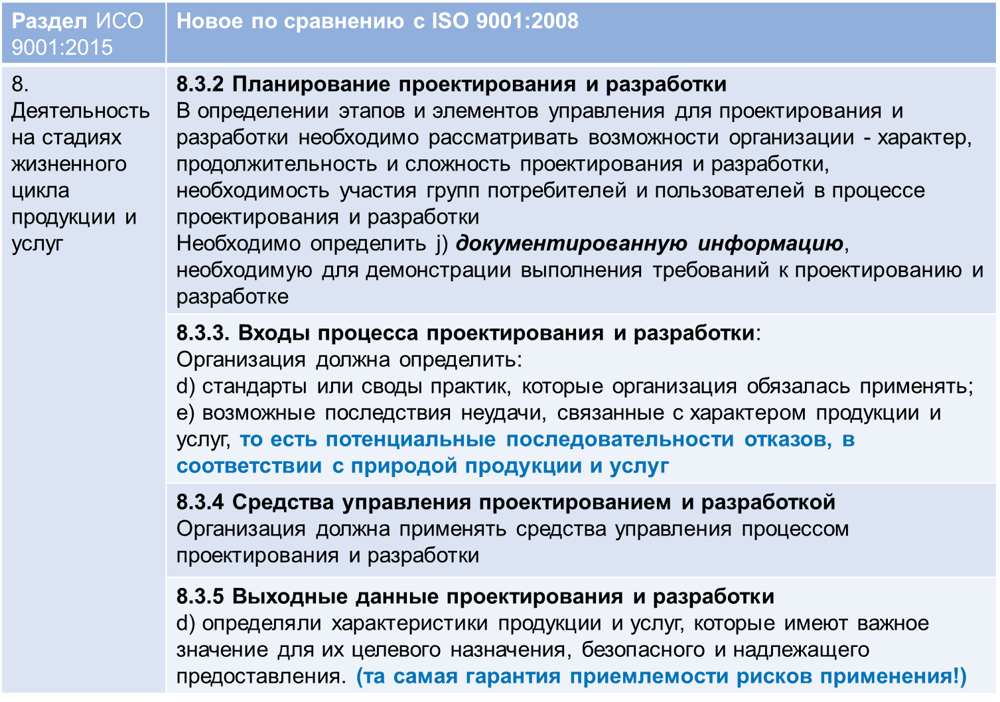 Раздел ИСО
9001:2015
Новое по сравнению с ISO 9001:2008
8.
Деятельность
на стадиях
жизненного
цикла
продукции и
услуг
8.3.2 Планирование проектирования и разработки
В определении этапов и элементов управления для проектирования и
разработки необходимо рассматривать возможности организации - характер,
продолжительность и сложность проектирования и разработки,
необходимость участия групп потребителей и пользователей в процессе
проектирования и разработки
Необходимо определить j) документированную информацию,
необходимую для демонстрации выполнения требований к проектированию и
разработке
8.3.3. Входы процесса проектирования и разработки:
Организация должна определить:
d) стандарты или своды практик, которые организация обязалась применять;
e) возможные последствия неудачи, связанные с характером продукции и
услуг, то есть потенциальные последовательности отказов, в
соответствии с природой продукции и услуг
8.3.4 Средства управления проектированием и разработкой
Организация должна применять средства управления процессом
проектирования и разработки
8.3.5 Выходные данные проектирования и разработки
d) определяли характеристики продукции и услуг, которые имеют важное
значение для их целевого назначения, безопасного и надлежащего
предоставления. (та самая гарантия приемлемости рисков применения!)